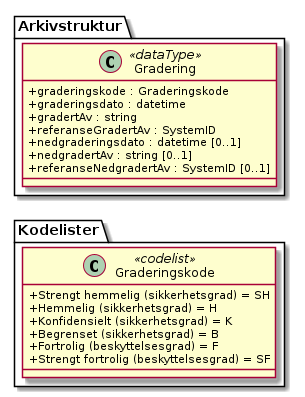 Arkivstruktur
C
«dataType»
Gradering
+graderingskode : Graderingskode
+graderingsdato : datetime
+gradertAv : string
+referanseGradertAv : SystemID
+nedgraderingsdato : datetime [0..1]
+nedgradertAv : string [0..1]
+referanseNedgradertAv : SystemID [0..1]
Kodelister
C
«codelist»
Graderingskode
+Strengt hemmelig (sikkerhetsgrad) = SH
+Hemmelig (sikkerhetsgrad) = H
+Konfidensielt (sikkerhetsgrad) = K
+Begrenset (sikkerhetsgrad) = B
+Fortrolig (beskyttelsesgrad) = F
+Strengt fortrolig (beskyttelsesgrad) = SF